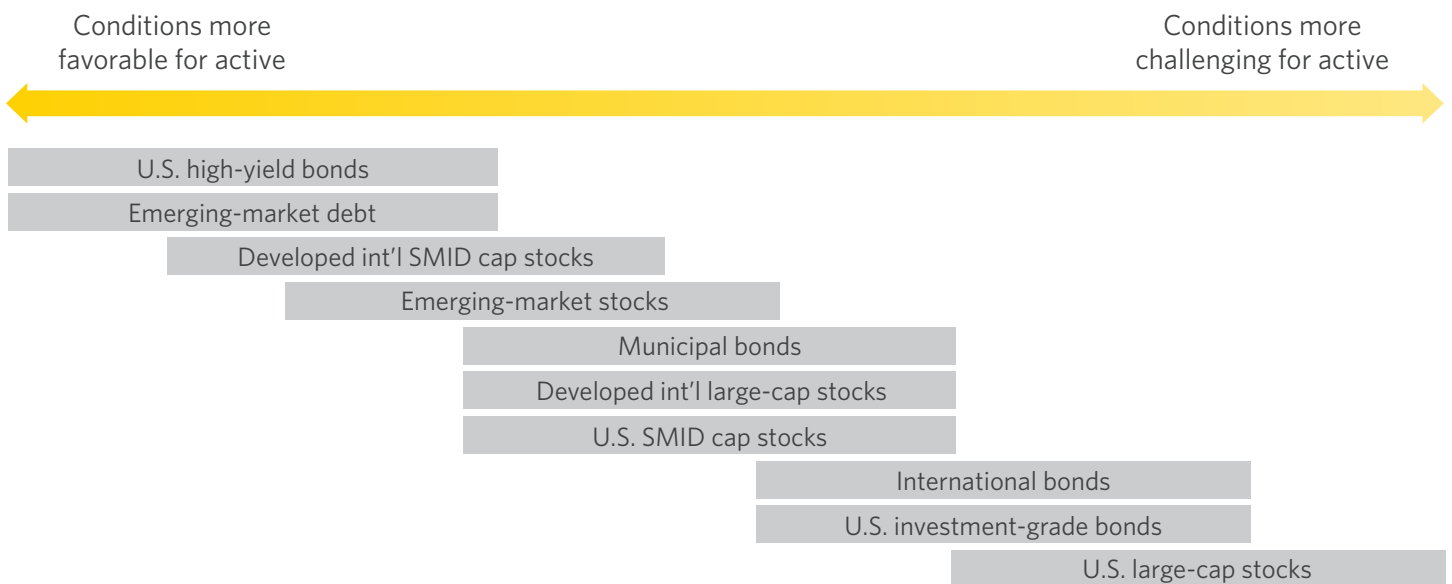 Conditions more
favorable for active
Conditions more
challenging for active
U.S. high-yield bonds
Emerging-market debt
Developed int'l SMID cap stocks
Emerging-market stocks
Municipal bonds
Developed int'l large-cap stocks
U.S. SMID cap stocks
International bonds
U.S. investment-grade bonds
U.S. large-cap stocks